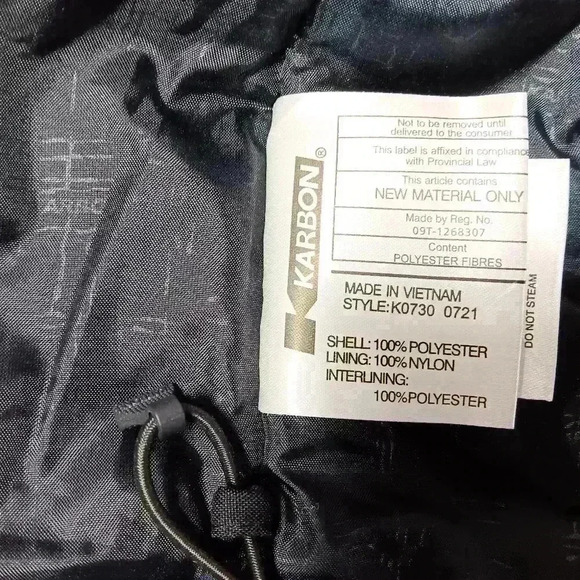 KARBON®
Not to be removed until
delivered to the consumer
This label is affixed in compliance
with Provincial Law
This article contains
NEW MATERIAL ONLY
Made by Reg. No.
09T-1268307
Content
POLYESTER FIBRES
MADE IN VIETNAM
STYLE:K0730 0721
SHELL:100%POLYESTER
LINING:100%NYLON
INTERLINING:
100%POLYESTER
DO NOT STEAM